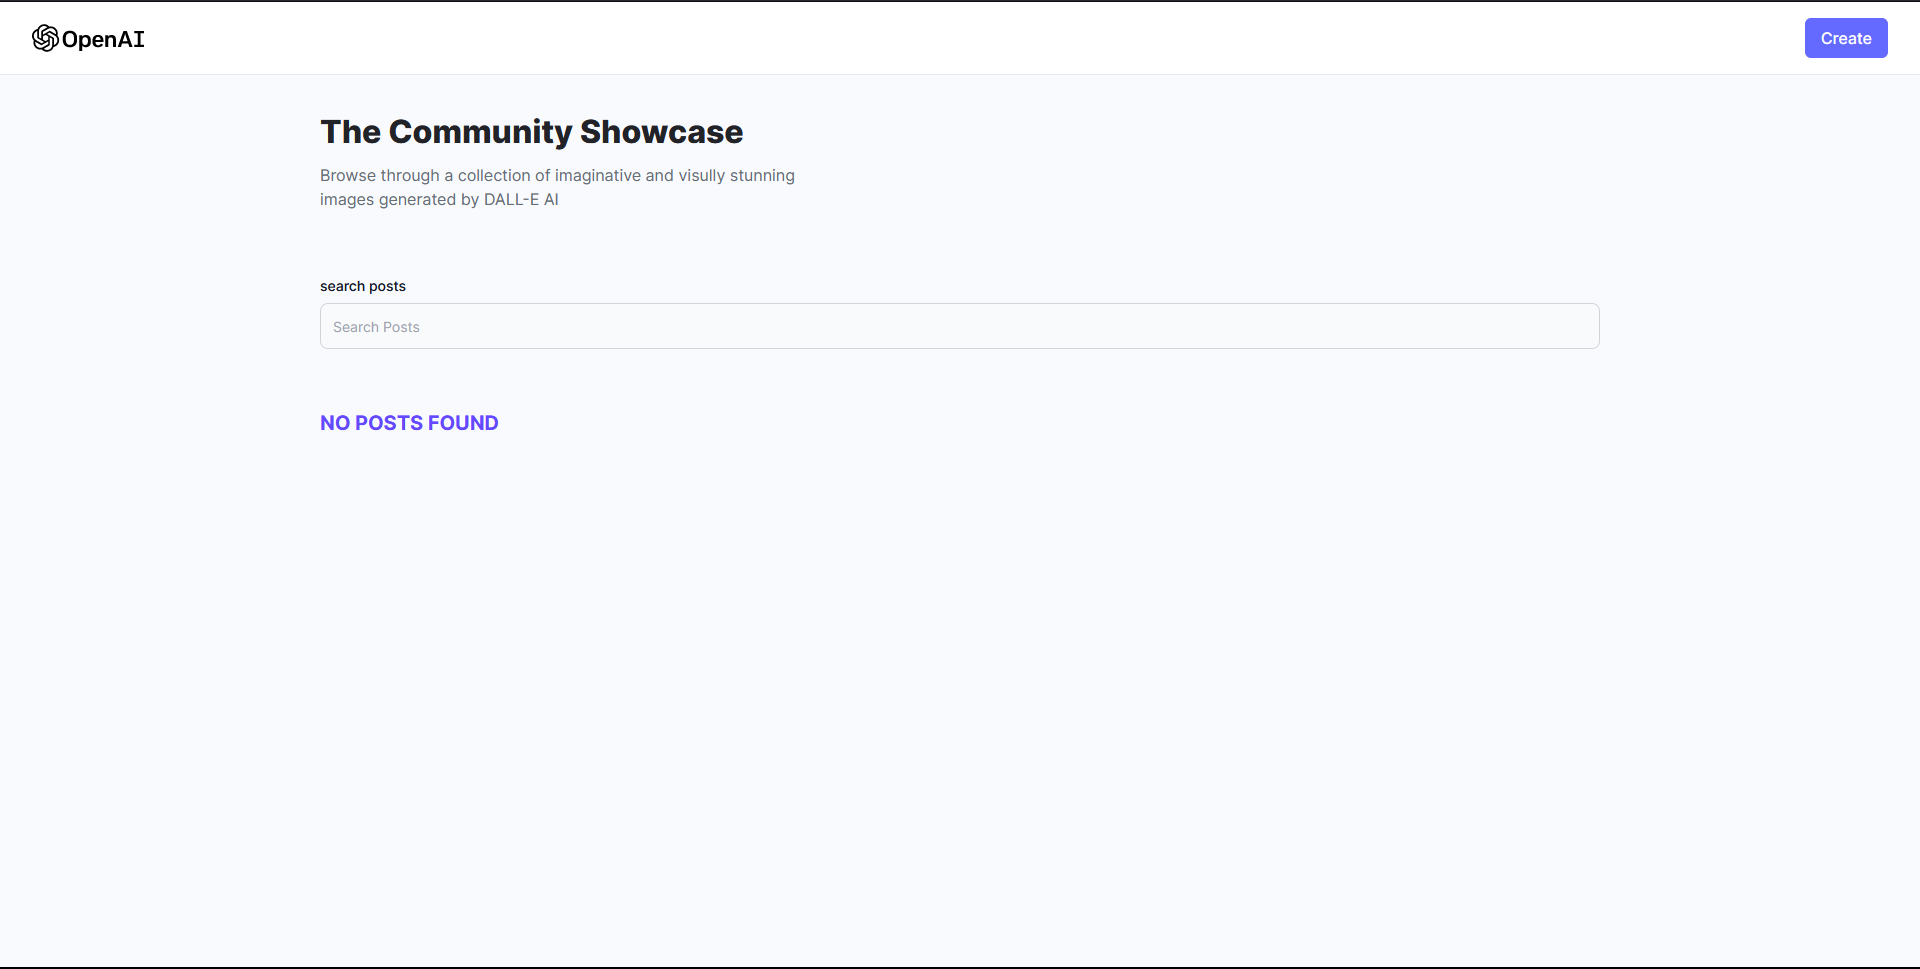 OpenAI
Create
The Community Showcase
Browse through a collection of imaginative and visully stunning
images generated by DALL-E AI
search posts
Search Posts
NO POSTS FOUND